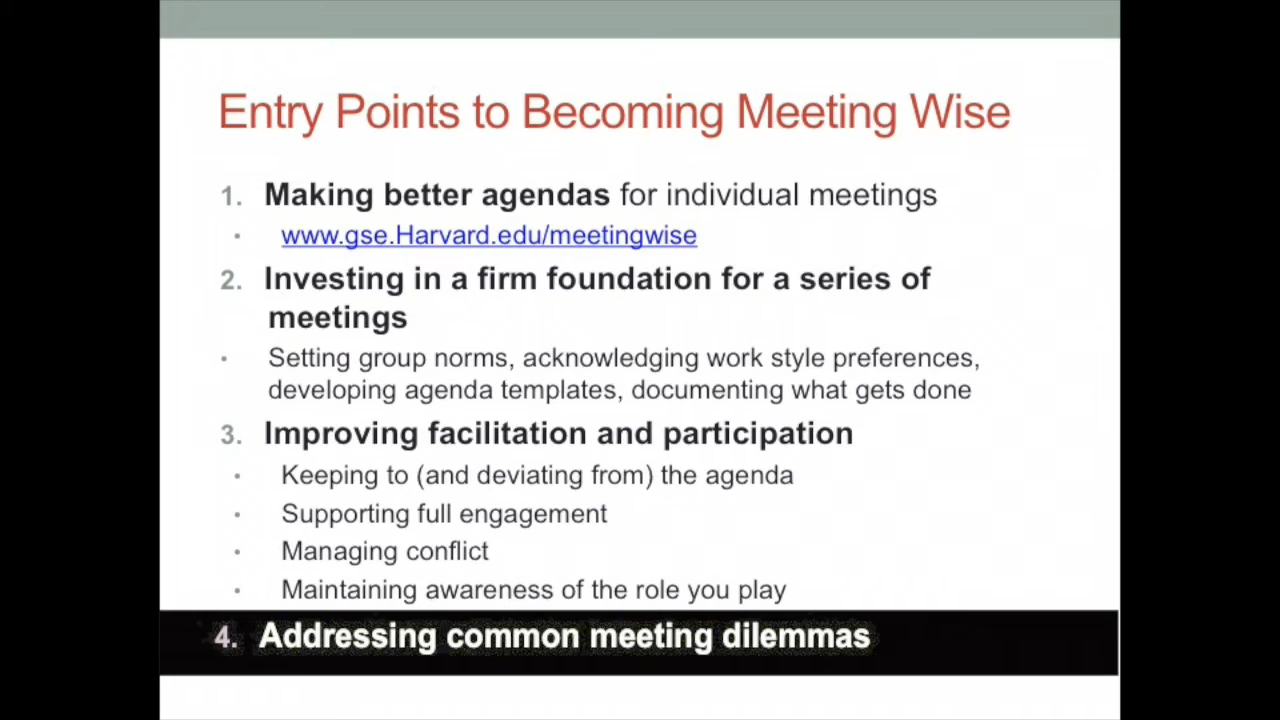 Entry Points to Becoming Meeting Wise
1. Making better agendas for individual meetings
• www.gse.Harvard.edu/meetingwise
2. Investing in a firm foundation for a series of
meetings
• Setting group norms, acknowledging work style preferences,
developing agenda templates, documenting what gets done
3. Improving facilitation and participation
• Keeping to (and deviating from) the agenda
• Supporting full engagement
• Managing conflict
• Maintaining awareness of the role you play
4. Addressing common meeting dilemmas